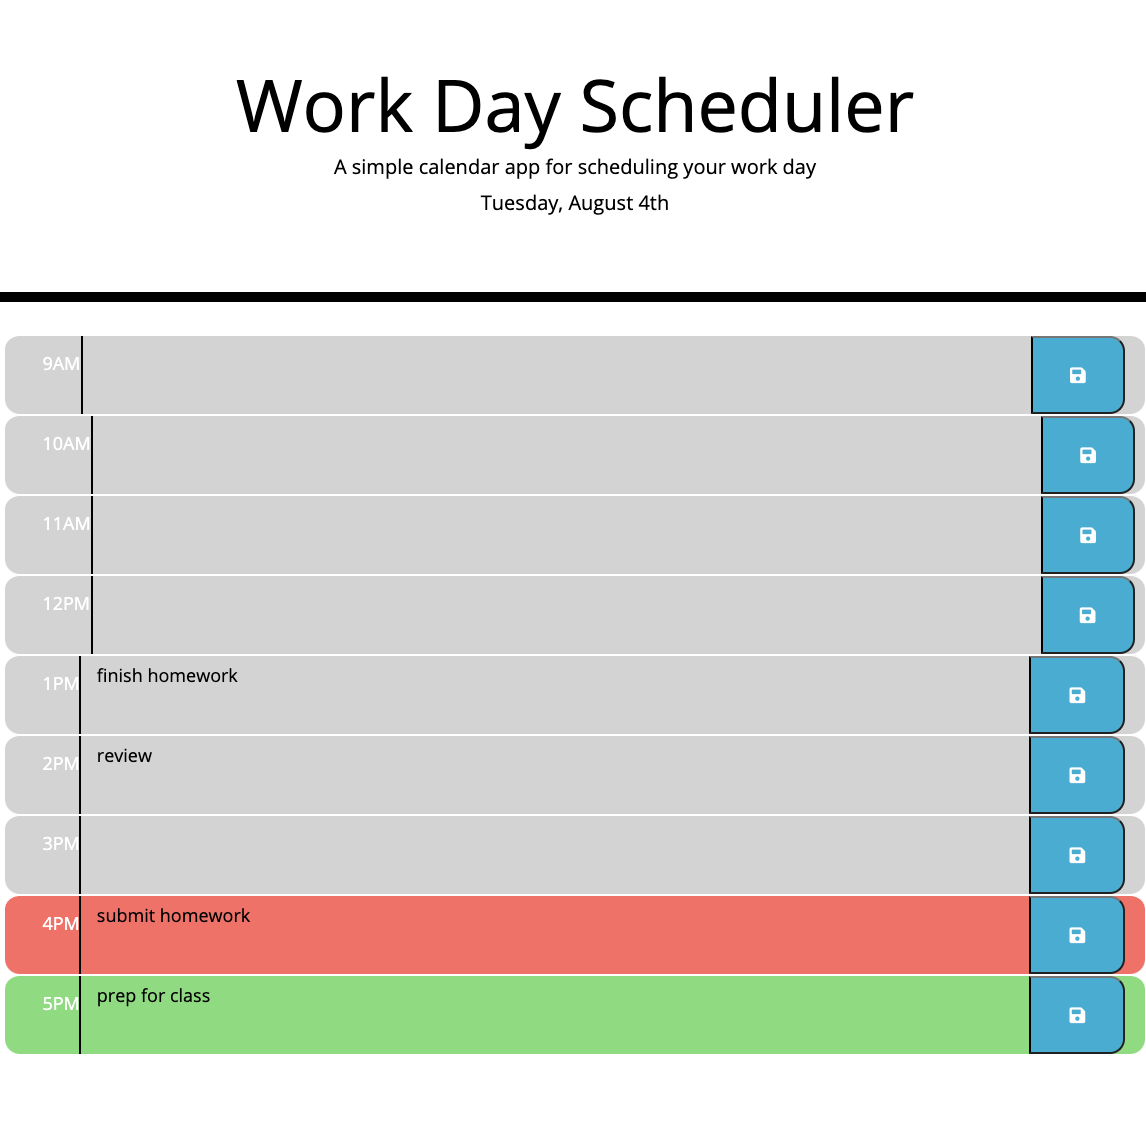 Work Day Scheduler
A simple calendar app for scheduling your work day
Tuesday, August 4th
9AM
10AM
11AM
12PM
1PM finish homework
2PM review
3PM
4PM submit homework
5PM prep for class